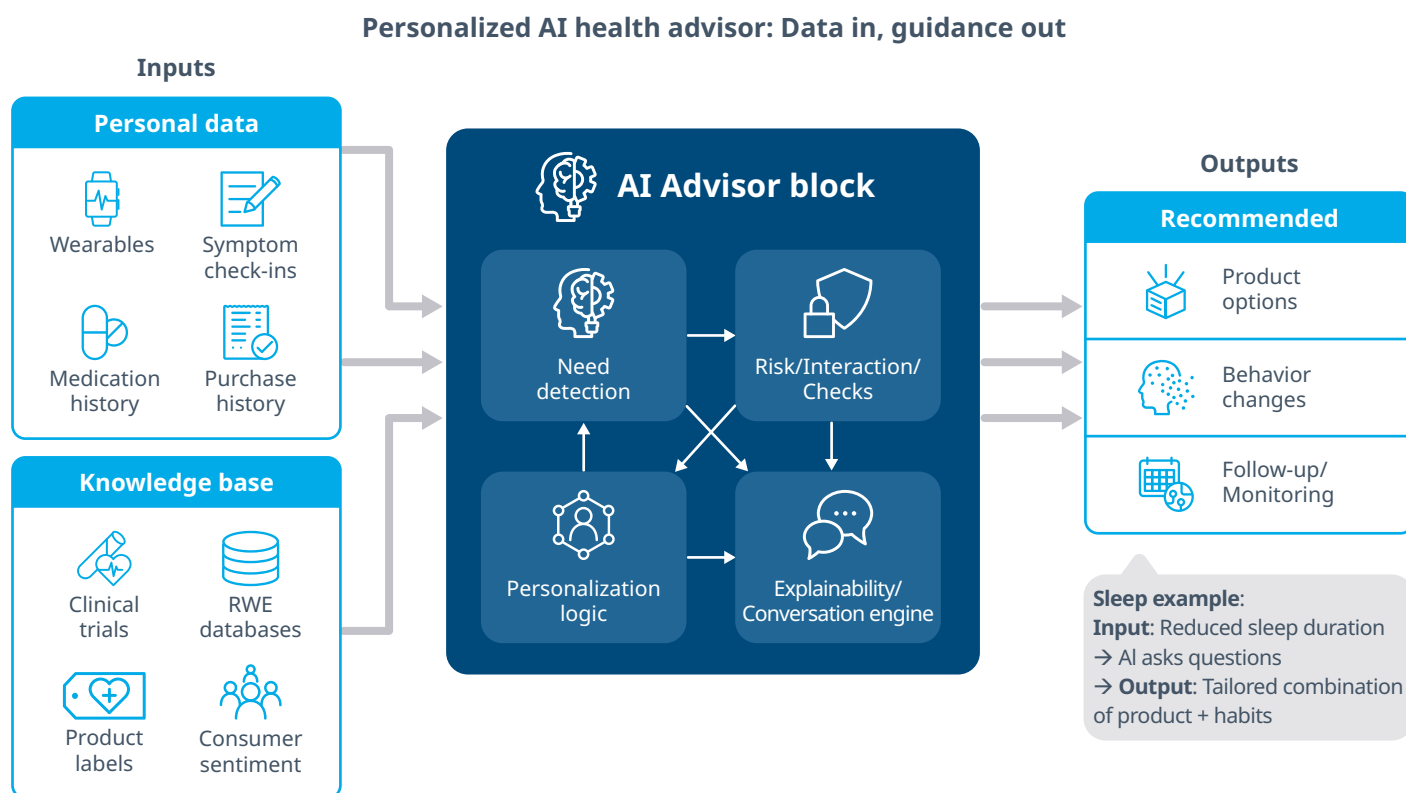 Personalized AI health advisor: Data in, guidance out
Inputs
Personal data
Wearables
Symptom
check-ins
Medication
history
Purchase
history
Knowledge base
Clinical
trials
RWE
databases
Product
labels
Consumer
sentiment
AI Advisor block
Need
detection
Risk/Interaction/
Checks
Personalization
logic
Explainability/
Conversation engine
Outputs
Recommended
Product
options
Behavior
changes
Follow-up/
Monitoring
Sleep example:
Input: Reduced sleep duration
→ AI asks questions
→ Output: Tailored combination
of product + habits